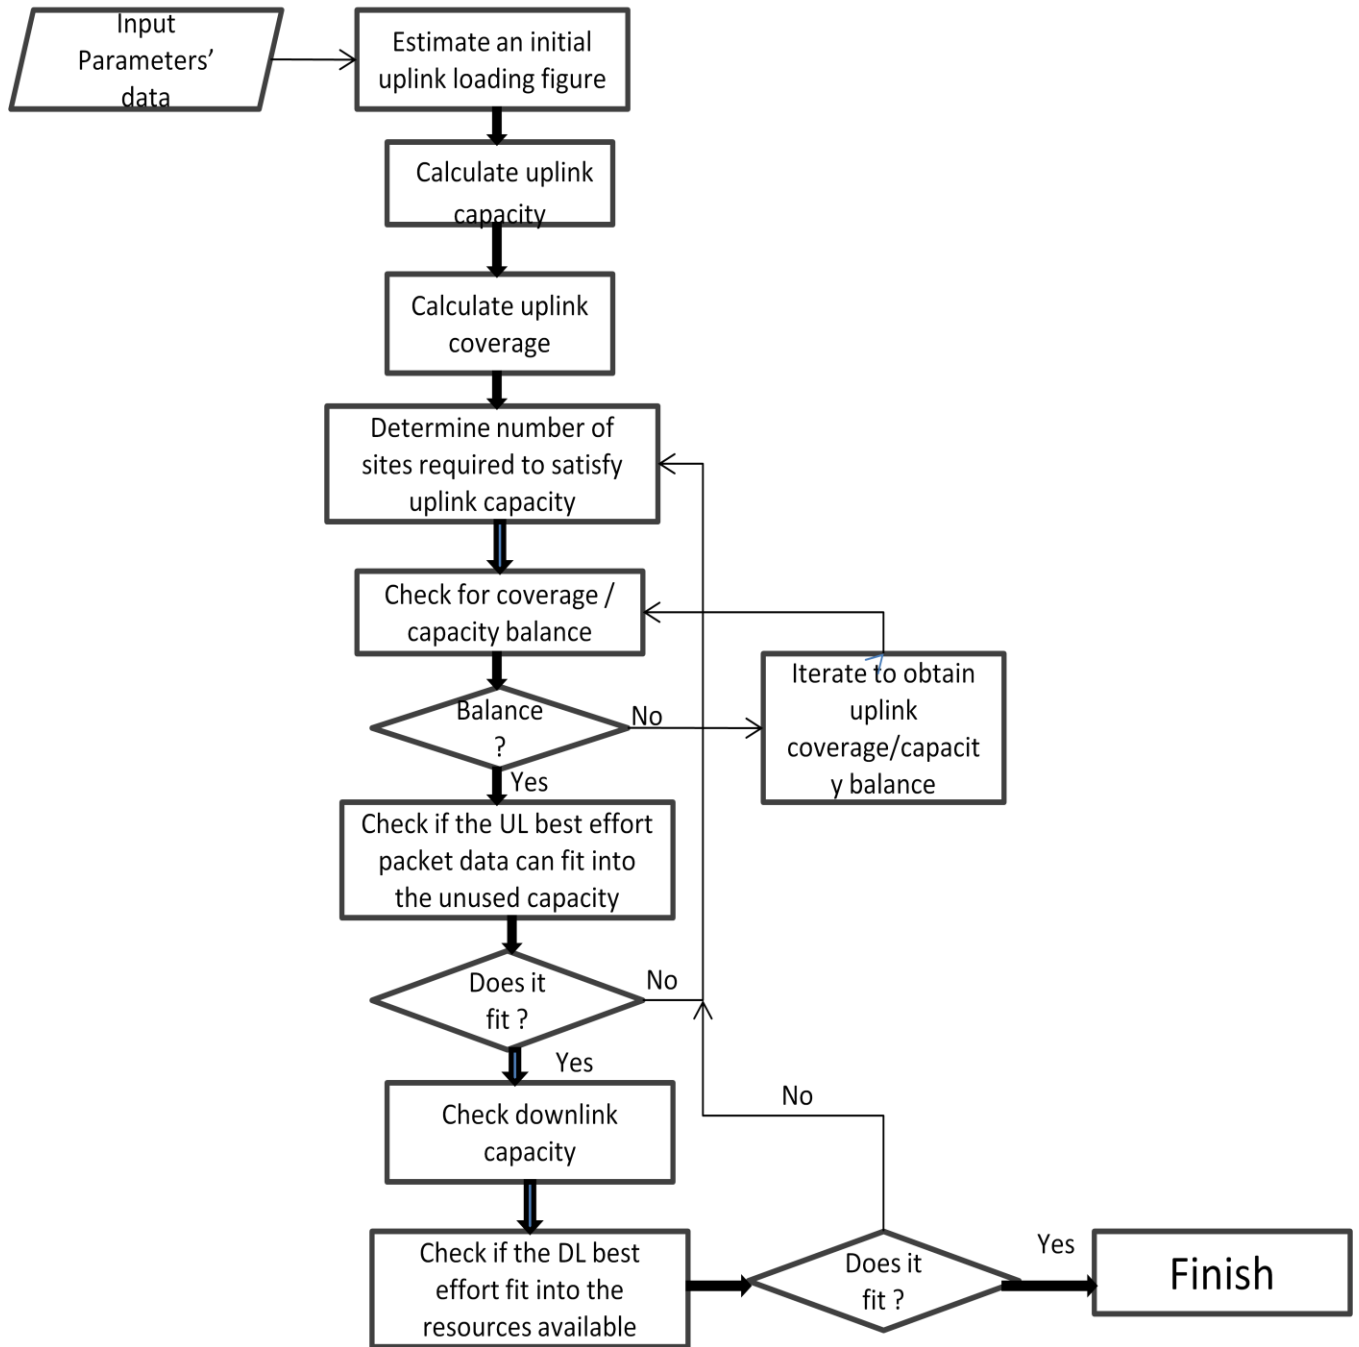 Input
Parameters’
data
Estimate an initial
uplink loading figure
Calculate uplink
capacity
Calculate uplink
coverage
Determine number of
sites required to satisfy
uplink capacity
Check for coverage /
capacity balance
Balance
?
No
Iterate to obtain
uplink
coverage/capacit
y balance
Yes
Check if the UL best effort
packet data can fit into
the unused capacity
Does it
fit ?
No
Yes
Check downlink
capacity
No
Check if the DL best
effort fit into the
resources available
Does it
fit ?
Yes
Finish